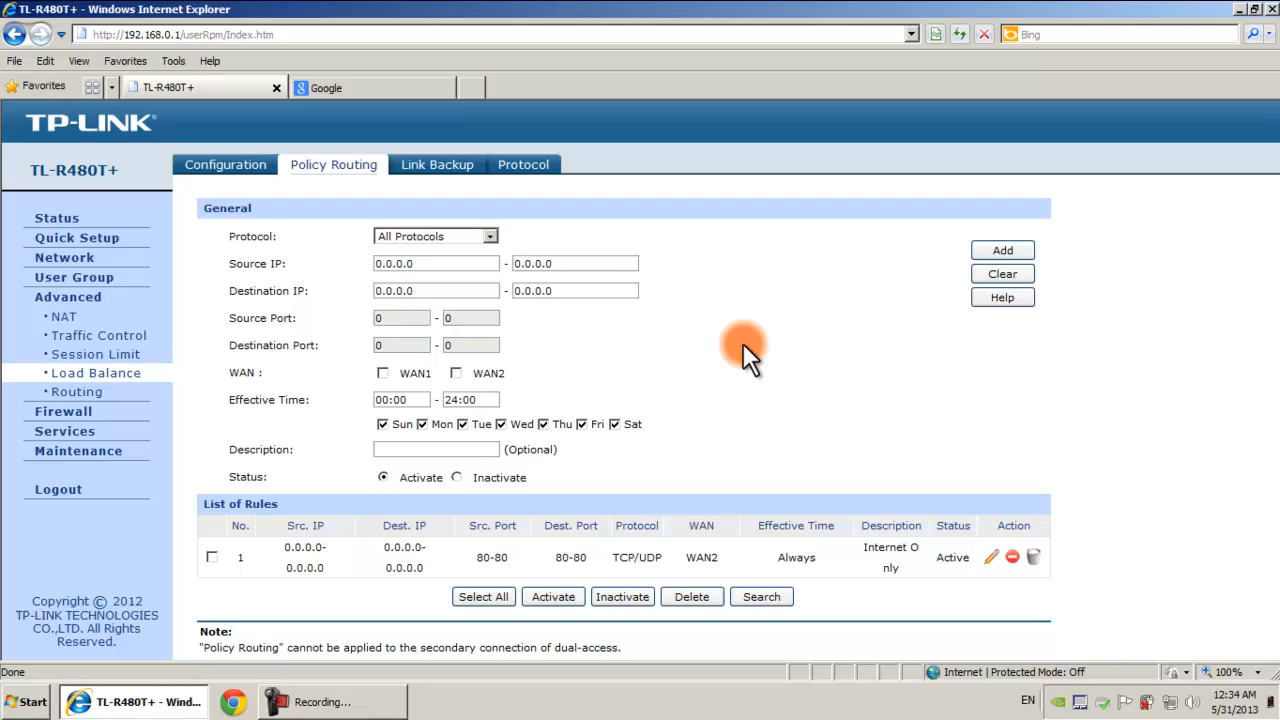 TL-R480T+ - Windows Internet Explorer
http://192.168.0.1/userRpm/Index.htm
Bing
File Edit View Favorites Tools Help
Favorites
TL-R480T+
Google
TP-LINK®
TL-R480T+
Configuration Policy Routing Link Backup Protocol
Status
Quick Setup
Network
User Group
Advanced
• NAT
• Traffic Control
• Session Limit
• Load Balance
• Routing
Firewall
Services
Maintenance
Logout
Copyright © 2012
TP-LINK TECHNOLOGIES
CO.,LTD. All Rights
Reserved.
General
Protocol: All Protocols
Source IP: 0.0.0.0 - 0.0.0.0
Destination IP: 0.0.0.0 - 0.0.0.0
Source Port: 0 - 0
Destination Port: 0 - 0
WAN : WAN1 WAN2
Effective Time: 00:00 - 24:00
Sun Mon Tue Wed Thu Fri Sat
Description: (Optional)
Status: Activate Inactivate
Add
Clear
Help
List of Rules
No. Src. IP Dest. IP Src. Port Dest. Port Protocol WAN Effective Time Description Status Action
1 0.0.0.0-0.0.0.0 0.0.0.0-0.0.0.0 80-80 80-80 TCP/UDP WAN2 Always Internet Only Active
Select All Activate Inactivate Delete Search
Note:
"Policy Routing" cannot be applied to the secondary connection of dual-access.
Done
Internet | Protected Mode: Off
100%
Start
TL-R480T+ - Wind...
Recording...
EN
12:34 AM
5/31/2013